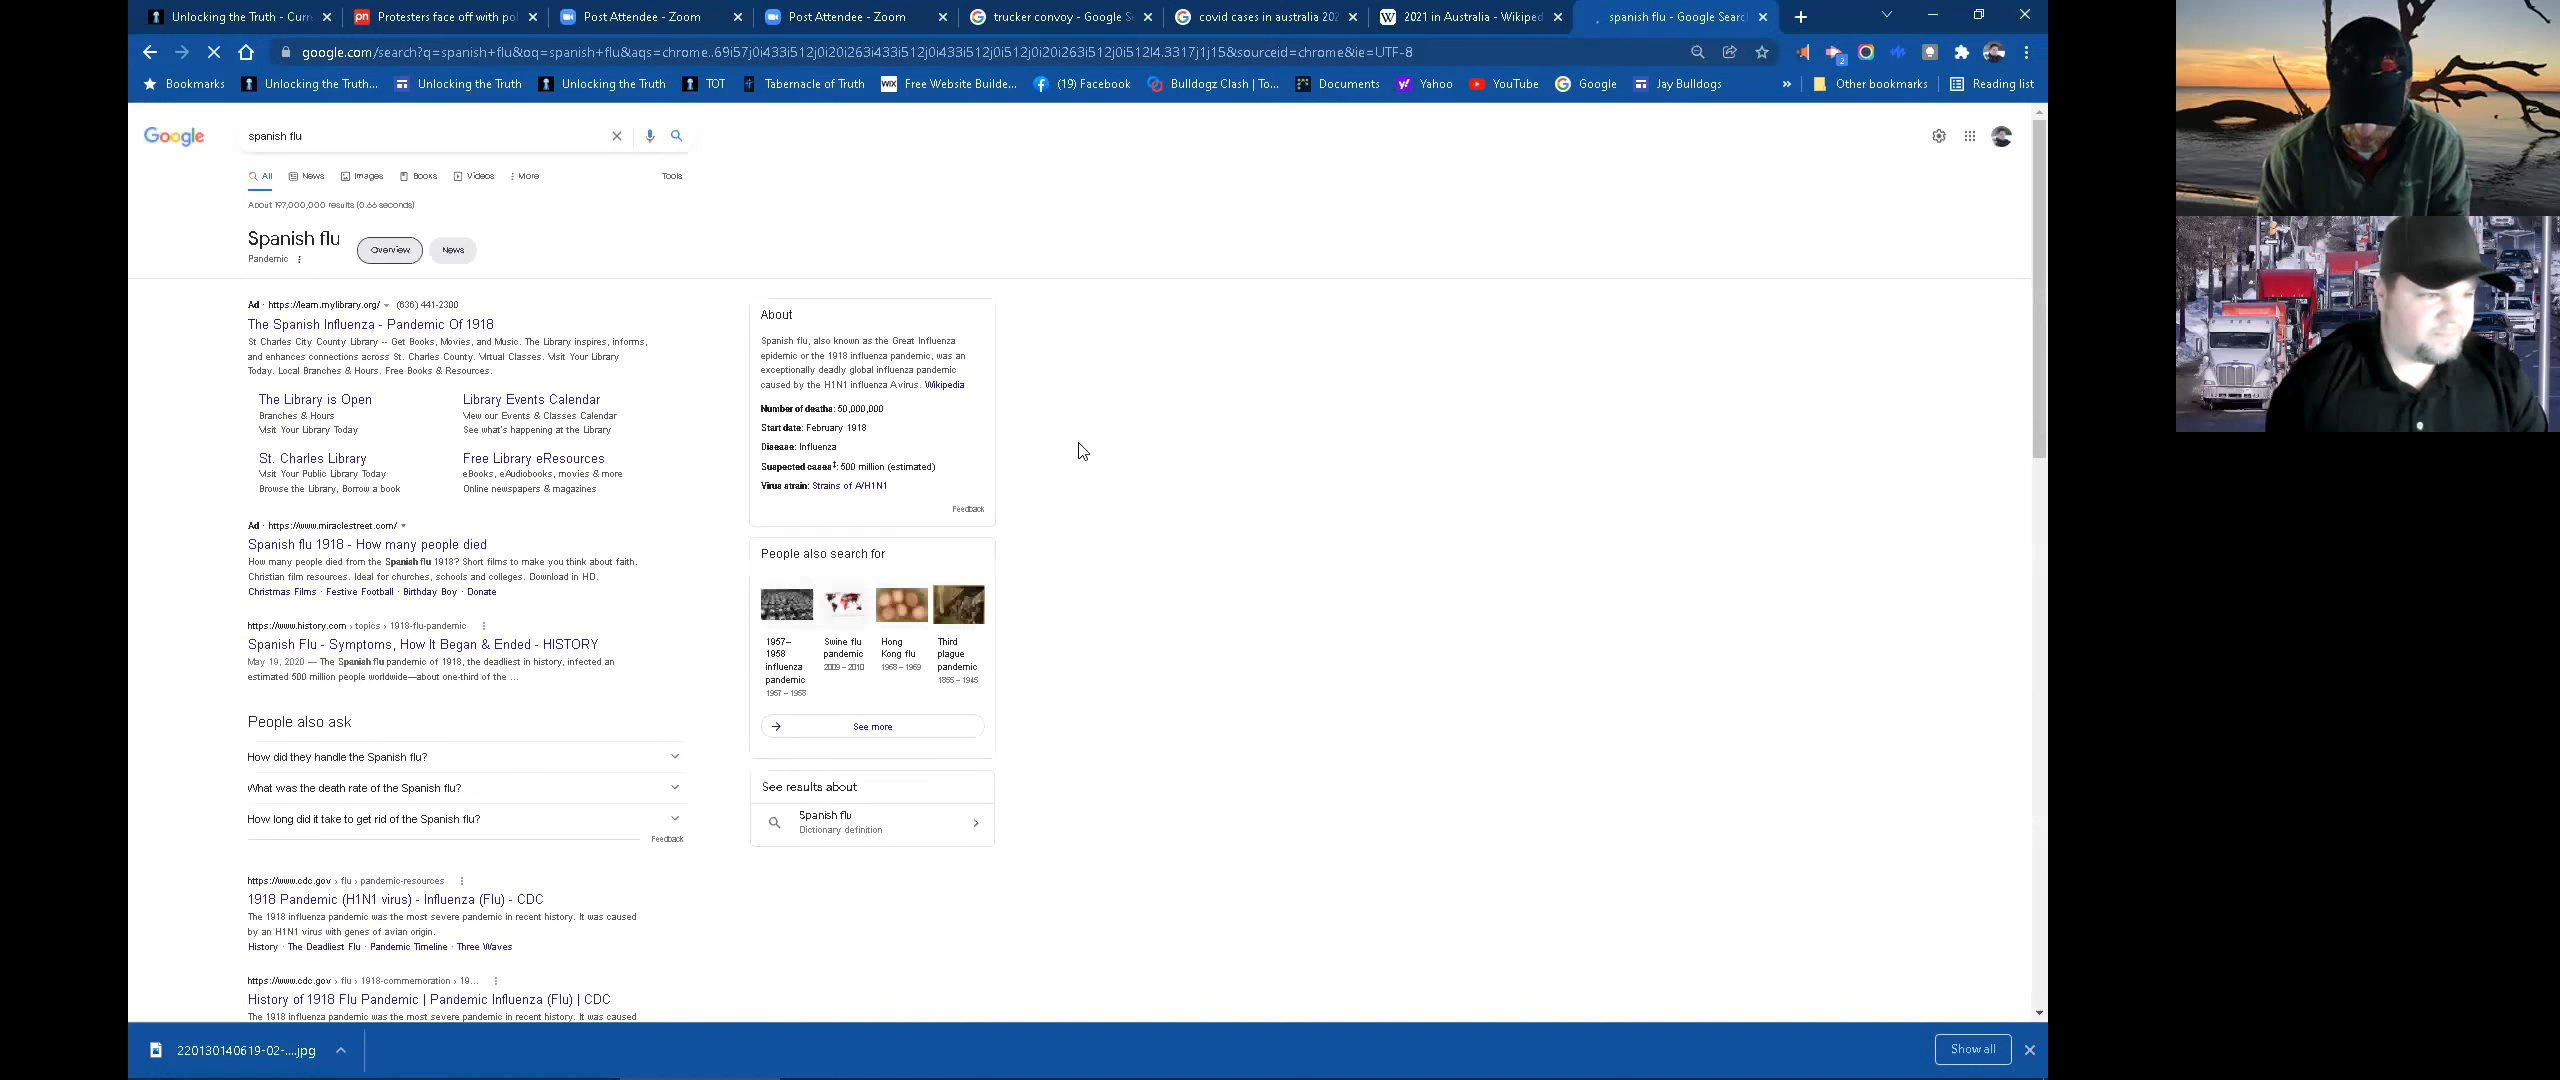 Unlocking the Truth - Curr
Protesters face off with pol
Post Attendee - Zoom
Post Attendee - Zoom
trucker convoy - Google S
covid cases in australia 202
2021 in Australia - Wikiped
spanish flu - Google Search
google.com/search?q=spanish+flu&oq=spanish+flu&aqs=chrome..69i57j0i433i512j0i20i263i433i512j0i433i512j0i512j0i20i263i512j0i512l4.3317j1j15&sourceid=chrome&ie=UTF-8
2
Bookmarks
Unlocking the Truth...
Unlocking the Truth
Unlocking the Truth
TOT
Tabernacle of Truth
WIX
Free Website Builde...
(19) Facebook
Bulldogz Clash | To...
Documents
Yahoo
YouTube
Google
Jay Bulldogs
»
Other bookmarks
Reading list
Google
spanish flu
All
News
Images
Books
Videos
More
Tools
About 197,000,000 results (0.66 seconds)
Spanish flu
Pandemic
Overview
News
Ad · https://learn.mylibrary.org/ (636) 441-2300
The Spanish Influenza - Pandemic Of 1918
St Charles City County Library -- Get Books, Movies, and Music. The Library inspires, informs,
and enhances connections across St. Charles County. Virtual Classes. Visit Your Library
Today. Local Branches & Hours. Free Books & Resources.
The Library is Open
Branches & Hours
Visit Your Library Today
Library Events Calendar
View our Events & Classes Calendar
See what's happening at the Library
St. Charles Library
Visit Your Public Library Today
Browse the Library, Borrow a book
Free Library eResources
eBooks, eAudiobooks, movies & more
Online newspapers & magazines
Ad · https://www.miraclestreet.com/
Spanish flu 1918 - How many people died
How many people died from the Spanish flu 1918? Short films to make you think about faith.
Christian film resources. Ideal for churches, schools and colleges. Download in HD.
Christmas Films · Festive Football · Birthday Boy · Donate
https://www.history.com › topics › 1918-flu-pandemic
Spanish Flu - Symptoms, How It Began & Ended - HISTORY
May 19, 2020 — The Spanish flu pandemic of 1918, the deadliest in history, infected an
estimated 500 million people worldwide—about one-third of the ...
People also ask
How did they handle the Spanish flu?
What was the death rate of the Spanish flu?
How long did it take to get rid of the Spanish flu?
Feedback
https://www.cdc.gov › flu › pandemic-resources
1918 Pandemic (H1N1 virus) - Influenza (Flu) - CDC
The 1918 influenza pandemic was the most severe pandemic in recent history. It was caused
by an H1N1 virus with genes of avian origin.
History · The Deadliest Flu · Pandemic Timeline · Three Waves
https://www.cdc.gov › flu › 1918-commemoration › 19...
History of 1918 Flu Pandemic | Pandemic Influenza (Flu) | CDC
The 1918 influenza pandemic was the most severe pandemic in recent history. It was caused
About
Spanish flu, also known as the Great Influenza
epidemic or the 1918 influenza pandemic, was an
exceptionally deadly global influenza pandemic
caused by the H1N1 influenza A virus. Wikipedia
Number of deaths: 50,000,000
Start date: February 1918
Disease: Influenza
Suspected cases‡: 500 million (estimated)
Virus strain: Strains of A/H1N1
Feedback
People also search for
1957–
1958
influenza
pandemic
1957 – 1958
Swine flu
pandemic
2009 – 2010
Hong
Kong flu
1968 – 1969
Third
plague
pandemic
1855 – 1945
See more
See results about
Spanish flu
Dictionary definition
220130140619-02-....jpg
Show all